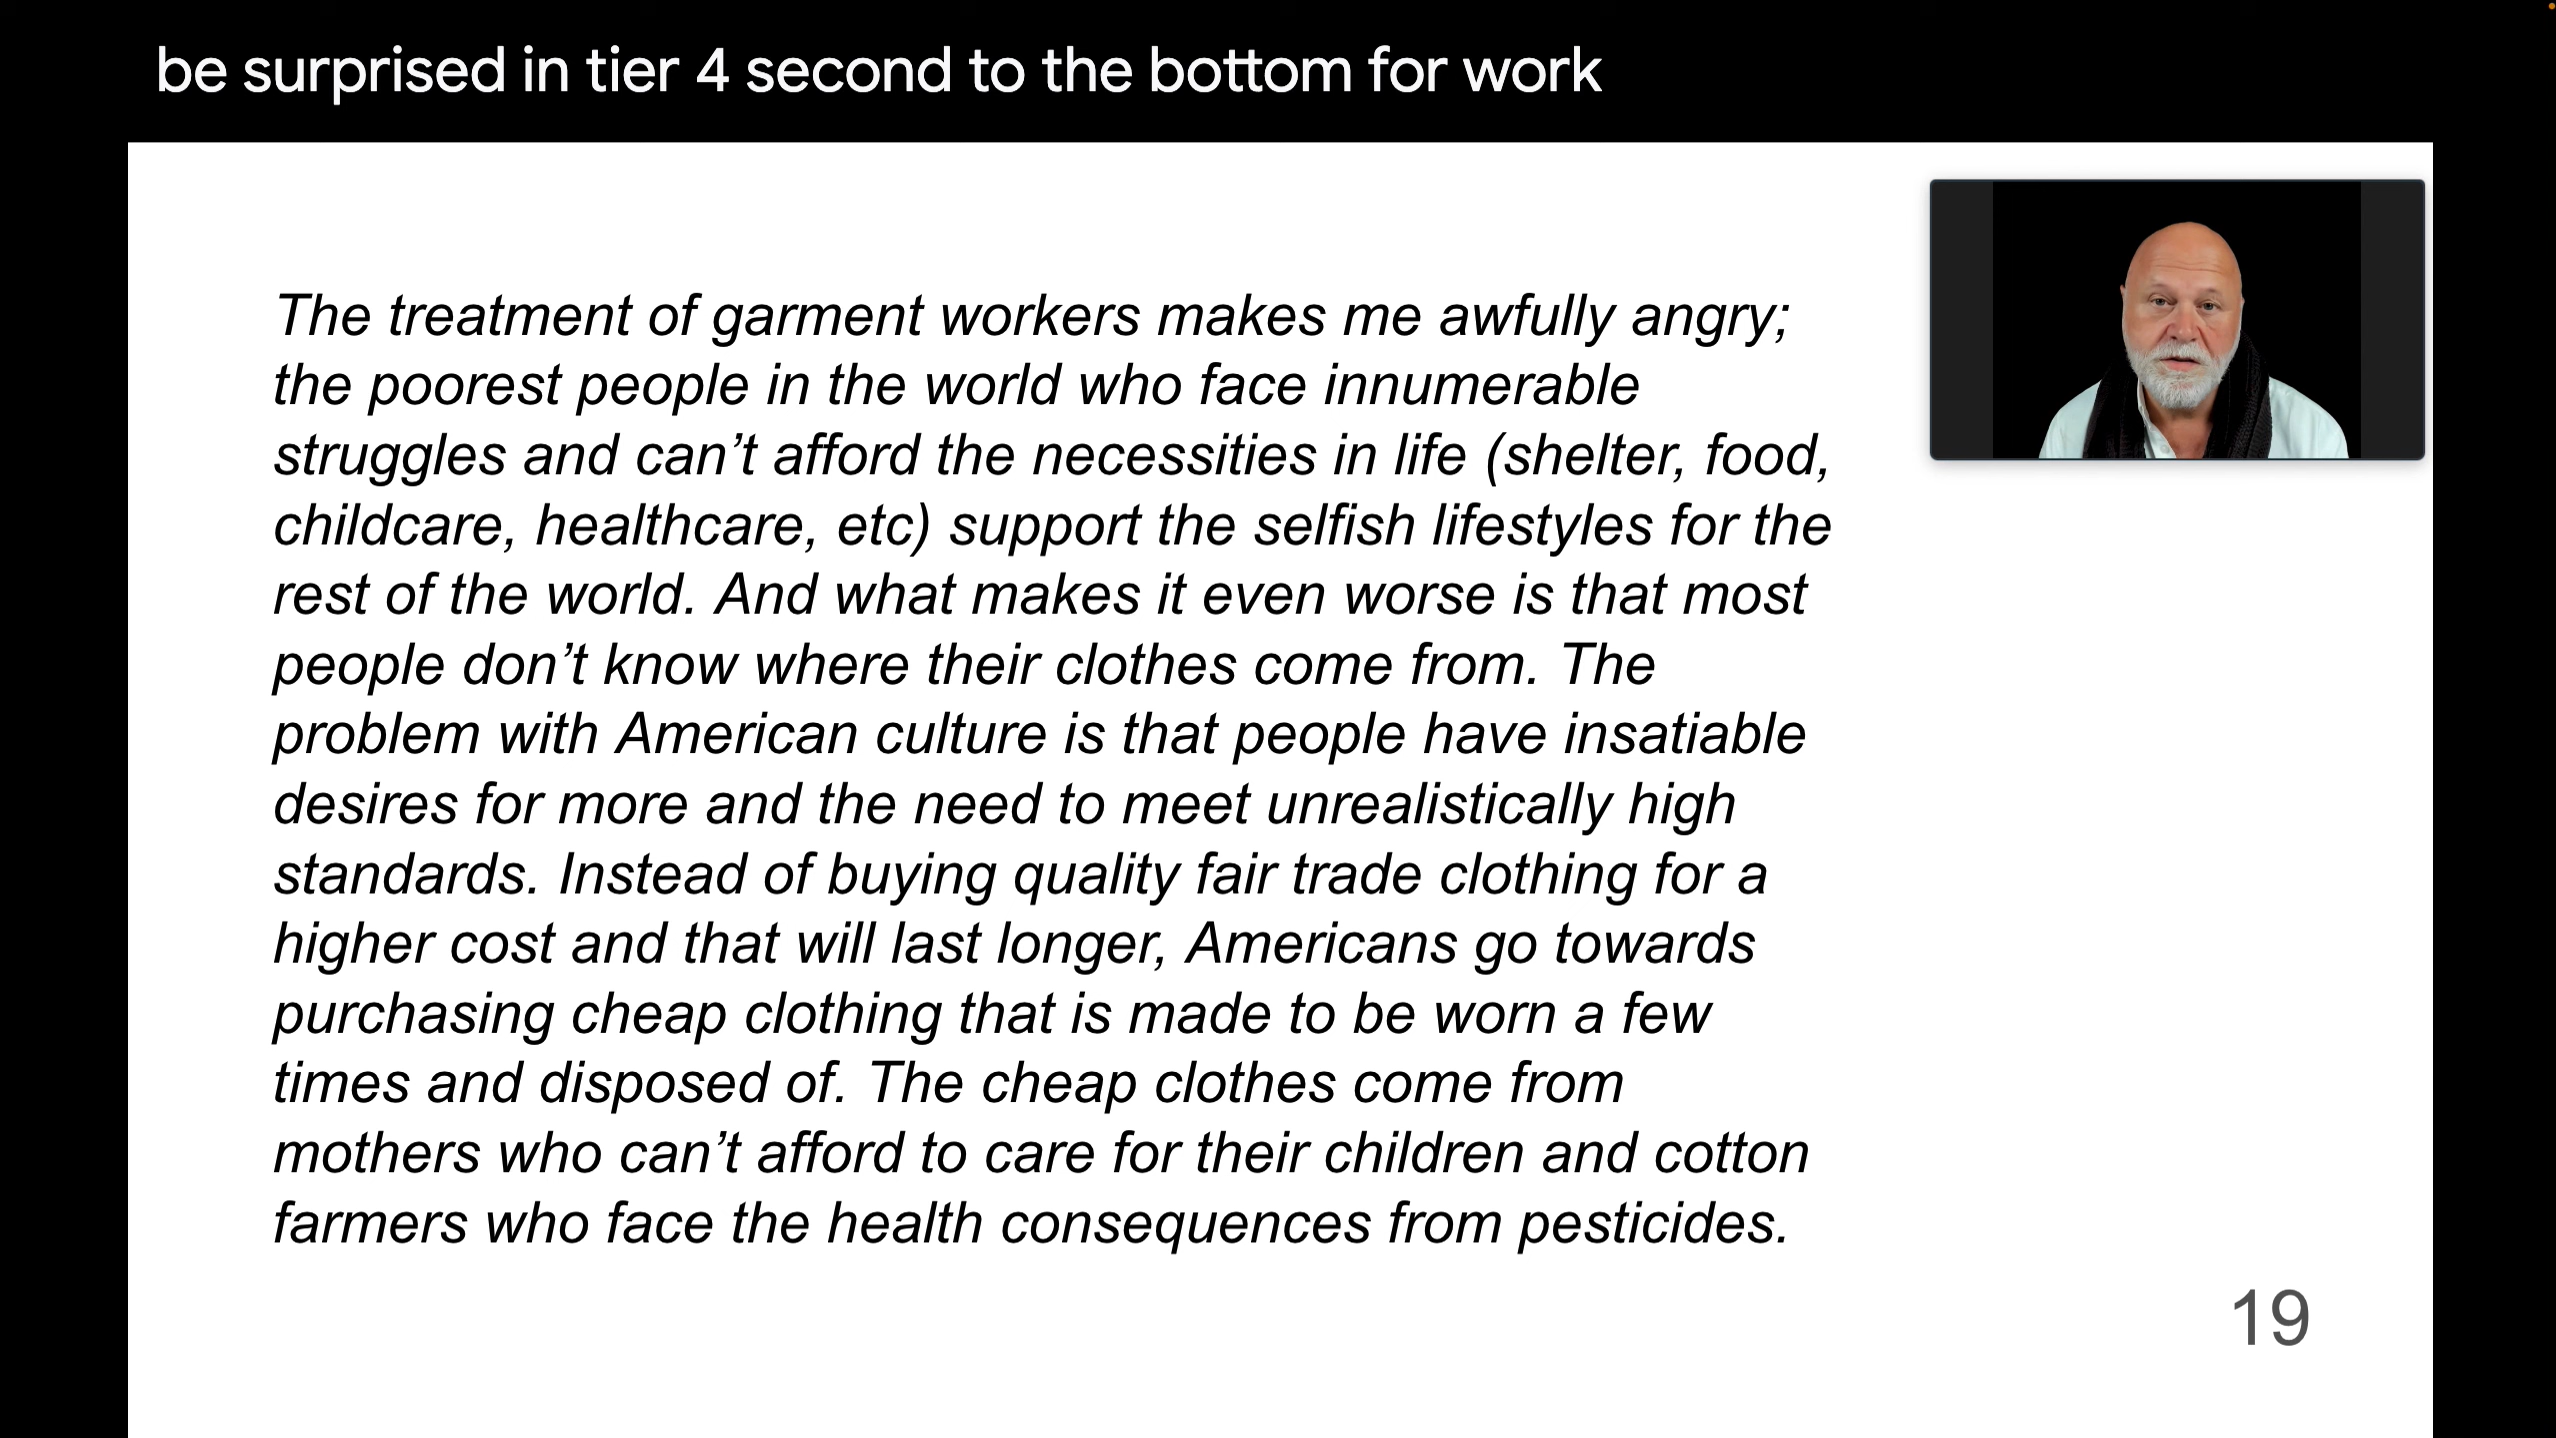 be surprised in tier 4 second to the bottom for work
The treatment of garment workers makes me awfully angry;
the poorest people in the world who face innumerable
struggles and can’t afford the necessities in life (shelter, food,
childcare, healthcare, etc) support the selfish lifestyles for the
rest of the world. And what makes it even worse is that most
people don’t know where their clothes come from. The
problem with American culture is that people have insatiable
desires for more and the need to meet unrealistically high
standards. Instead of buying quality fair trade clothing for a
higher cost and that will last longer, Americans go towards
purchasing cheap clothing that is made to be worn a few
times and disposed of. The cheap clothes come from
mothers who can’t afford to care for their children and cotton
farmers who face the health consequences from pesticides.
19